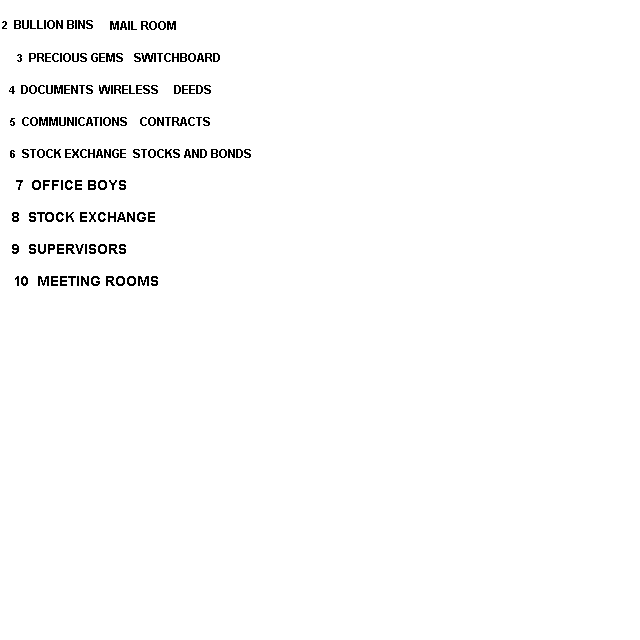 2 BULLION BINS MAIL ROOM
3 PRECIOUS GEMS SWITCHBOARD
4 DOCUMENTS WIRELESS DEEDS
5 COMMUNICATIONS CONTRACTS
6 STOCK EXCHANGE STOCKS AND BONDS
7 OFFICE BOYS
8 STOCK EXCHANGE
9 SUPERVISORS
10 MEETING ROOMS